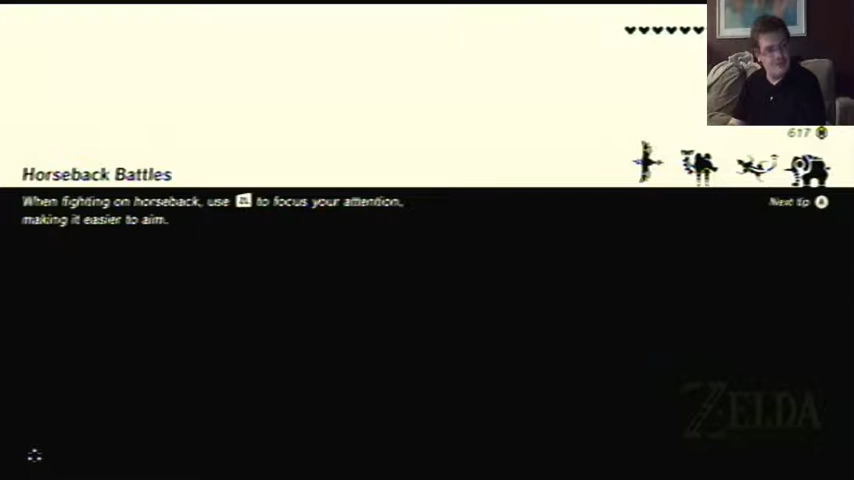 617
Horseback Battles
When fighting on horseback, use ZL to focus your attention,
making it easier to aim.
Next tip A
ZELDA